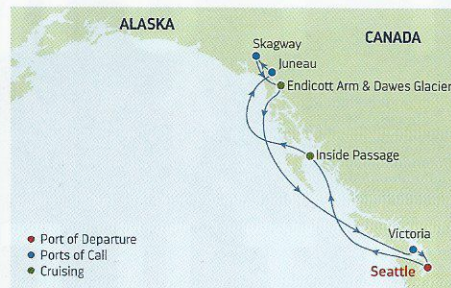 ALASKA
CANADA
Skagway
Juneau
Endicott Arm & Dawes Glacier
Inside Passage
Victoria
Seattle
Port of Departure
Ports of Call
Cruising